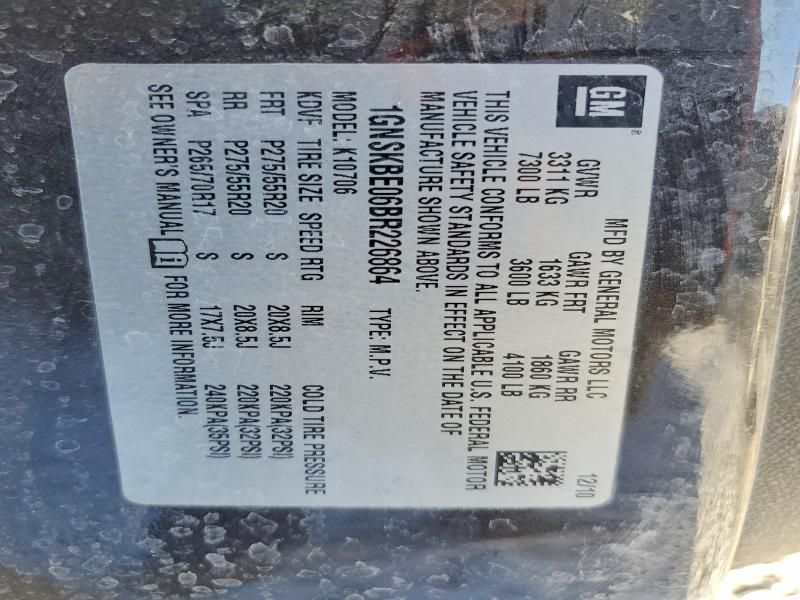 GM®
MFD BY GENERAL MOTORS LLC 12/10
GVWR GAWR FRT GAWR RR
3311 KG 1633 KG 1860 KG
7300 LB 3600 LB 4100 LB
THIS VEHICLE CONFORMS TO ALL APPLICABLE U.S. FEDERAL MOTOR
VEHICLE SAFETY STANDARDS IN EFFECT ON THE DATE OF
MANUFACTURE SHOWN ABOVE.
1GNSKBE06BR226864 TYPE: M.P.V.
MODEL: K10706
KDVF TIRE SIZE SPEED RTG RIM COLD TIRE PRESSURE
FRT P275/55R20 S 20X8.5J 220KPA(32PSI)
RR P275/55R20 S 20X8.5J 220KPA(32PSI)
SPA P265/70R17 S 17X7.5J 240KPA(35PSI)
SEE OWNER'S MANUAL FOR MORE INFORMATION.